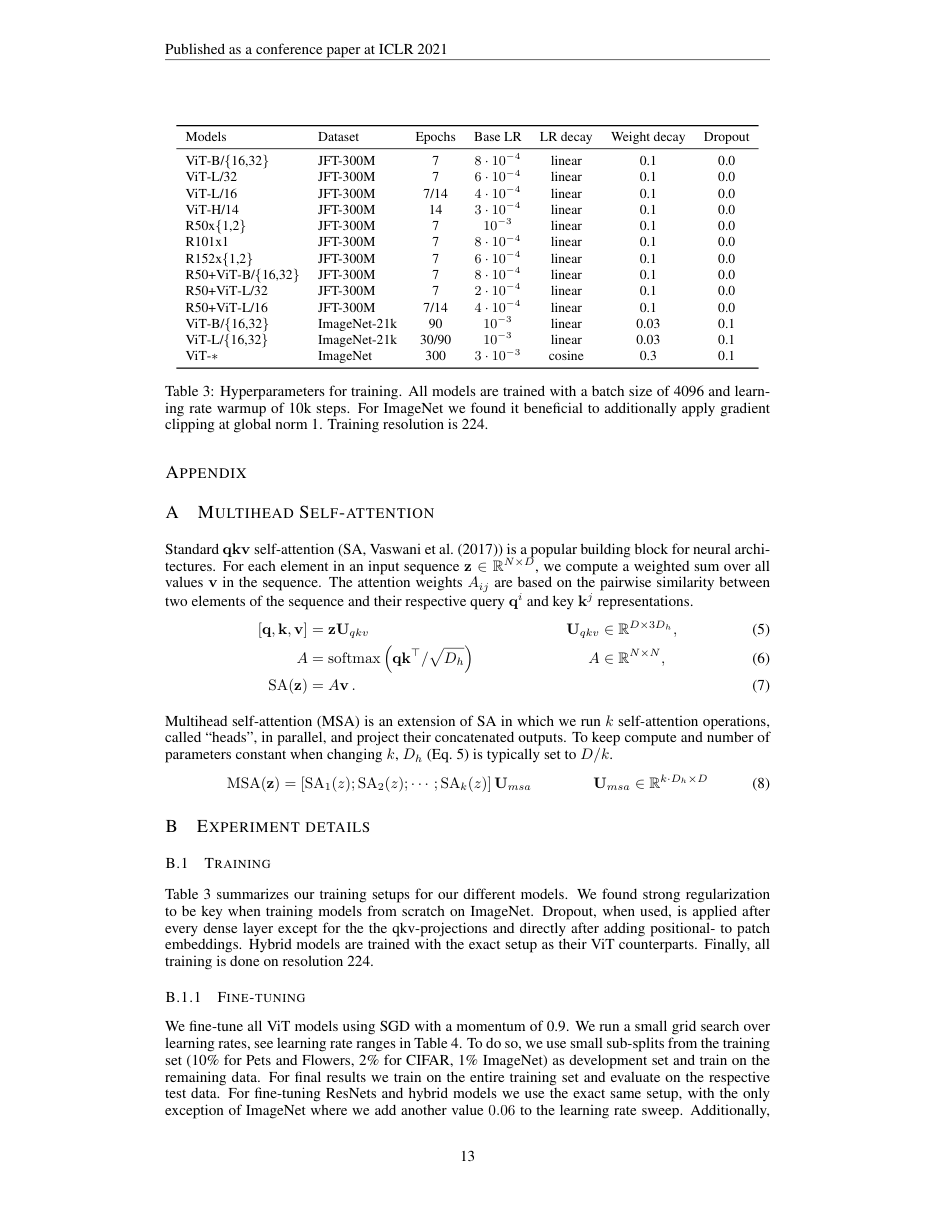 Published as a conference paper at ICLR 2021
Models Dataset Epochs Base LR LR decay Weight decay Dropout
ViT-B/{16,32} JFT-300M 7 8 · 10⁻⁴ linear 0.1 0.0
ViT-L/32 JFT-300M 7 6 · 10⁻⁴ linear 0.1 0.0
ViT-L/16 JFT-300M 7/14 4 · 10⁻⁴ linear 0.1 0.0
ViT-H/14 JFT-300M 14 3 · 10⁻⁴ linear 0.1 0.0
R50x{1,2} JFT-300M 7 10⁻³ linear 0.1 0.0
R101x1 JFT-300M 7 8 · 10⁻⁴ linear 0.1 0.0
R152x{1,2} JFT-300M 7 6 · 10⁻⁴ linear 0.1 0.0
R50+ViT-B/{16,32} JFT-300M 7 8 · 10⁻⁴ linear 0.1 0.0
R50+ViT-L/32 JFT-300M 7 2 · 10⁻⁴ linear 0.1 0.0
R50+ViT-L/16 JFT-300M 7/14 4 · 10⁻⁴ linear 0.1 0.0
ViT-B/{16,32} ImageNet-21k 90 10⁻³ linear 0.03 0.1
ViT-L/{16,32} ImageNet-21k 30/90 10⁻³ linear 0.03 0.1
ViT-∗ ImageNet 300 3 · 10⁻³ cosine 0.3 0.1
Table 3: Hyperparameters for training. All models are trained with a batch size of 4096 and learn-
ing rate warmup of 10k steps. For ImageNet we found it beneficial to additionally apply gradient
clipping at global norm 1. Training resolution is 224.
APPENDIX
A MULTIHEAD SELF-ATTENTION
Standard qkv self-attention (SA, Vaswani et al. (2017)) is a popular building block for neural archi-
tectures. For each element in an input sequence z ∈ ℝ^{N×D}, we compute a weighted sum over all
values v in the sequence. The attention weights A_{ij} are based on the pairwise similarity between
two elements of the sequence and their respective query q^i and key k^j representations.
[q, k, v] = zU_{qkv} U_{qkv} ∈ ℝ^{D×3D_h}, (5)
A = softmax (qk^⊤/√D_h) A ∈ ℝ^{N×N}, (6)
SA(z) = Av . (7)
Multihead self-attention (MSA) is an extension of SA in which we run k self-attention operations,
called “heads”, in parallel, and project their concatenated outputs. To keep compute and number of
parameters constant when changing k, D_h (Eq. 5) is typically set to D/k.
MSA(z) = [SA₁(z); SA₂(z); · · · ; SA_k(z)] U_{msa} U_{msa} ∈ ℝ^{k·D_h×D} (8)
B EXPERIMENT DETAILS
B.1 TRAINING
Table 3 summarizes our training setups for our different models. We found strong regularization
to be key when training models from scratch on ImageNet. Dropout, when used, is applied after
every dense layer except for the the qkv-projections and directly after adding positional- to patch
embeddings. Hybrid models are trained with the exact setup as their ViT counterparts. Finally, all
training is done on resolution 224.
B.1.1 FINE-TUNING
We fine-tune all ViT models using SGD with a momentum of 0.9. We run a small grid search over
learning rates, see learning rate ranges in Table 4. To do so, we use small sub-splits from the training
set (10% for Pets and Flowers, 2% for CIFAR, 1% ImageNet) as development set and train on the
remaining data. For final results we train on the entire training set and evaluate on the respective
test data. For fine-tuning ResNets and hybrid models we use the exact same setup, with the only
exception of ImageNet where we add another value 0.06 to the learning rate sweep. Additionally,
13